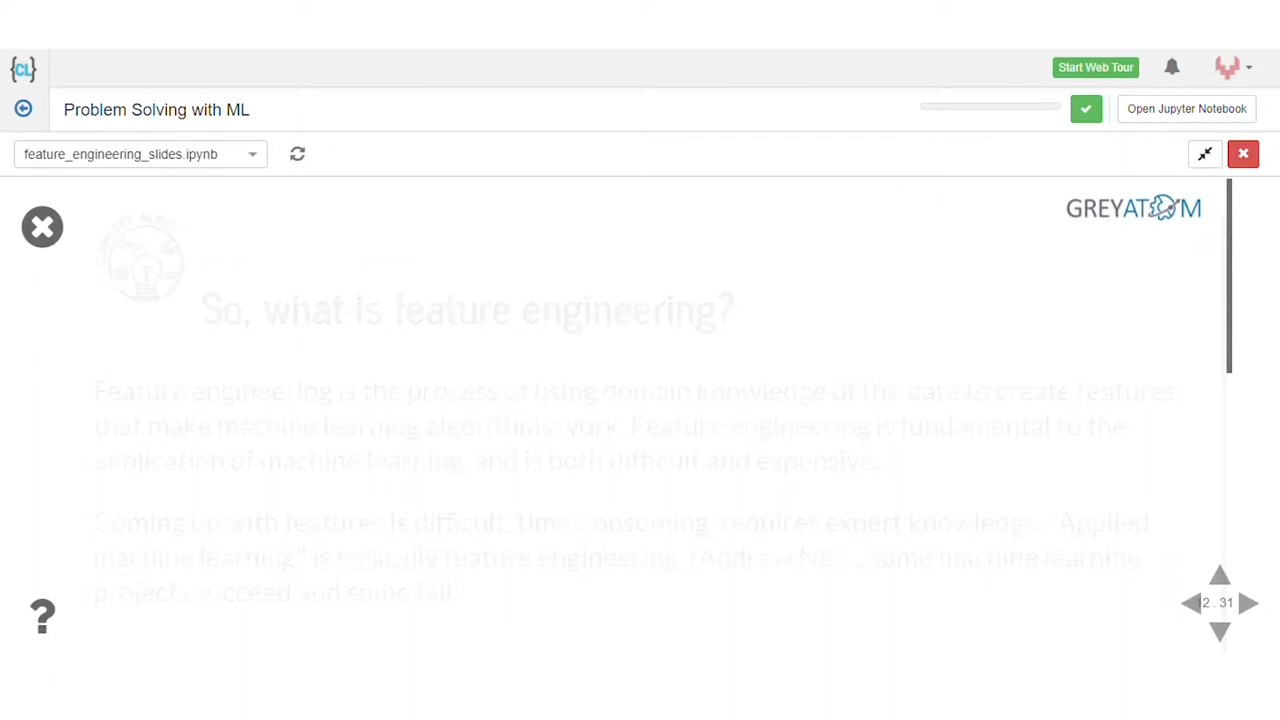 {CL}
Start Web Tour
Problem Solving with ML
Open Jupyter Notebook
feature_engineering_slides.ipynb
GREYATOM
So, what is feature engineering?
Feature engineering is the process of using domain knowledge of the data to create features
that make machine learning algorithms work. Feature engineering is fundamental to the
application of machine learning, and is both difficult and expensive.
Coming up with features is difficult, time-consuming, requires expert knowledge. "Applied
machine learning" is basically feature engineering. (Andrew Ng). Some machine learning
projects succeed and some fail.
?
12.31